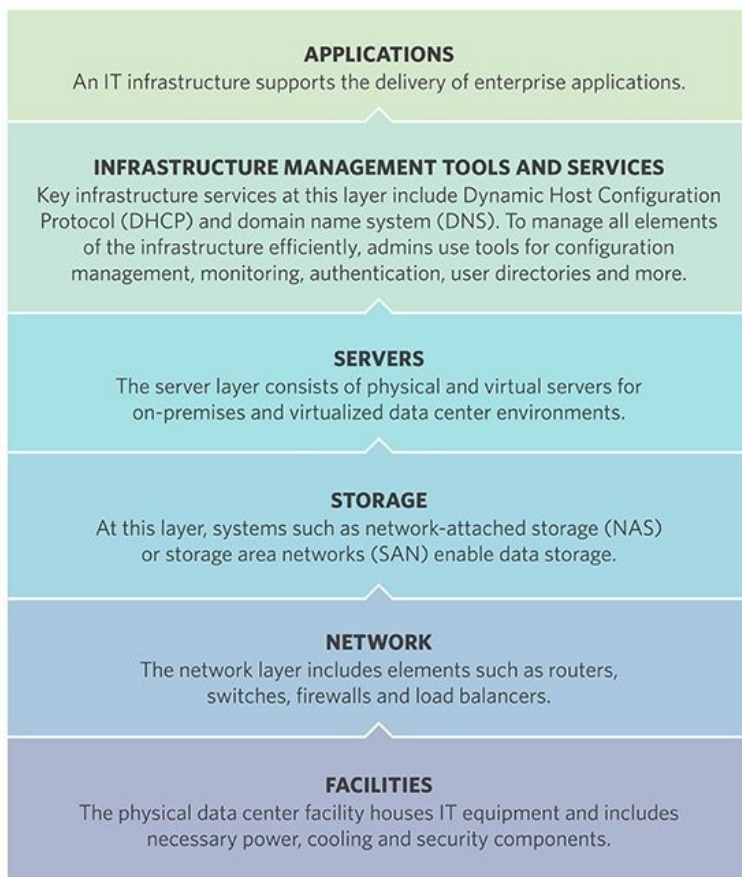 APPLICATIONS
An IT infrastructure supports the delivery of enterprise applications.
INFRASTRUCTURE MANAGEMENT TOOLS AND SERVICES
Key infrastructure services at this layer include Dynamic Host Configuration
Protocol (DHCP) and domain name system (DNS). To manage all elements
of the infrastructure efficiently, admins use tools for configuration
management, monitoring, authentication, user directories and more.
SERVERS
The server layer consists of physical and virtual servers for
on-premises and virtualized data center environments.
STORAGE
At this layer, systems such as network-attached storage (NAS)
or storage area networks (SAN) enable data storage.
NETWORK
The network layer includes elements such as routers,
switches, firewalls and load balancers.
FACILITIES
The physical data center facility houses IT equipment and includes
necessary power, cooling and security components.